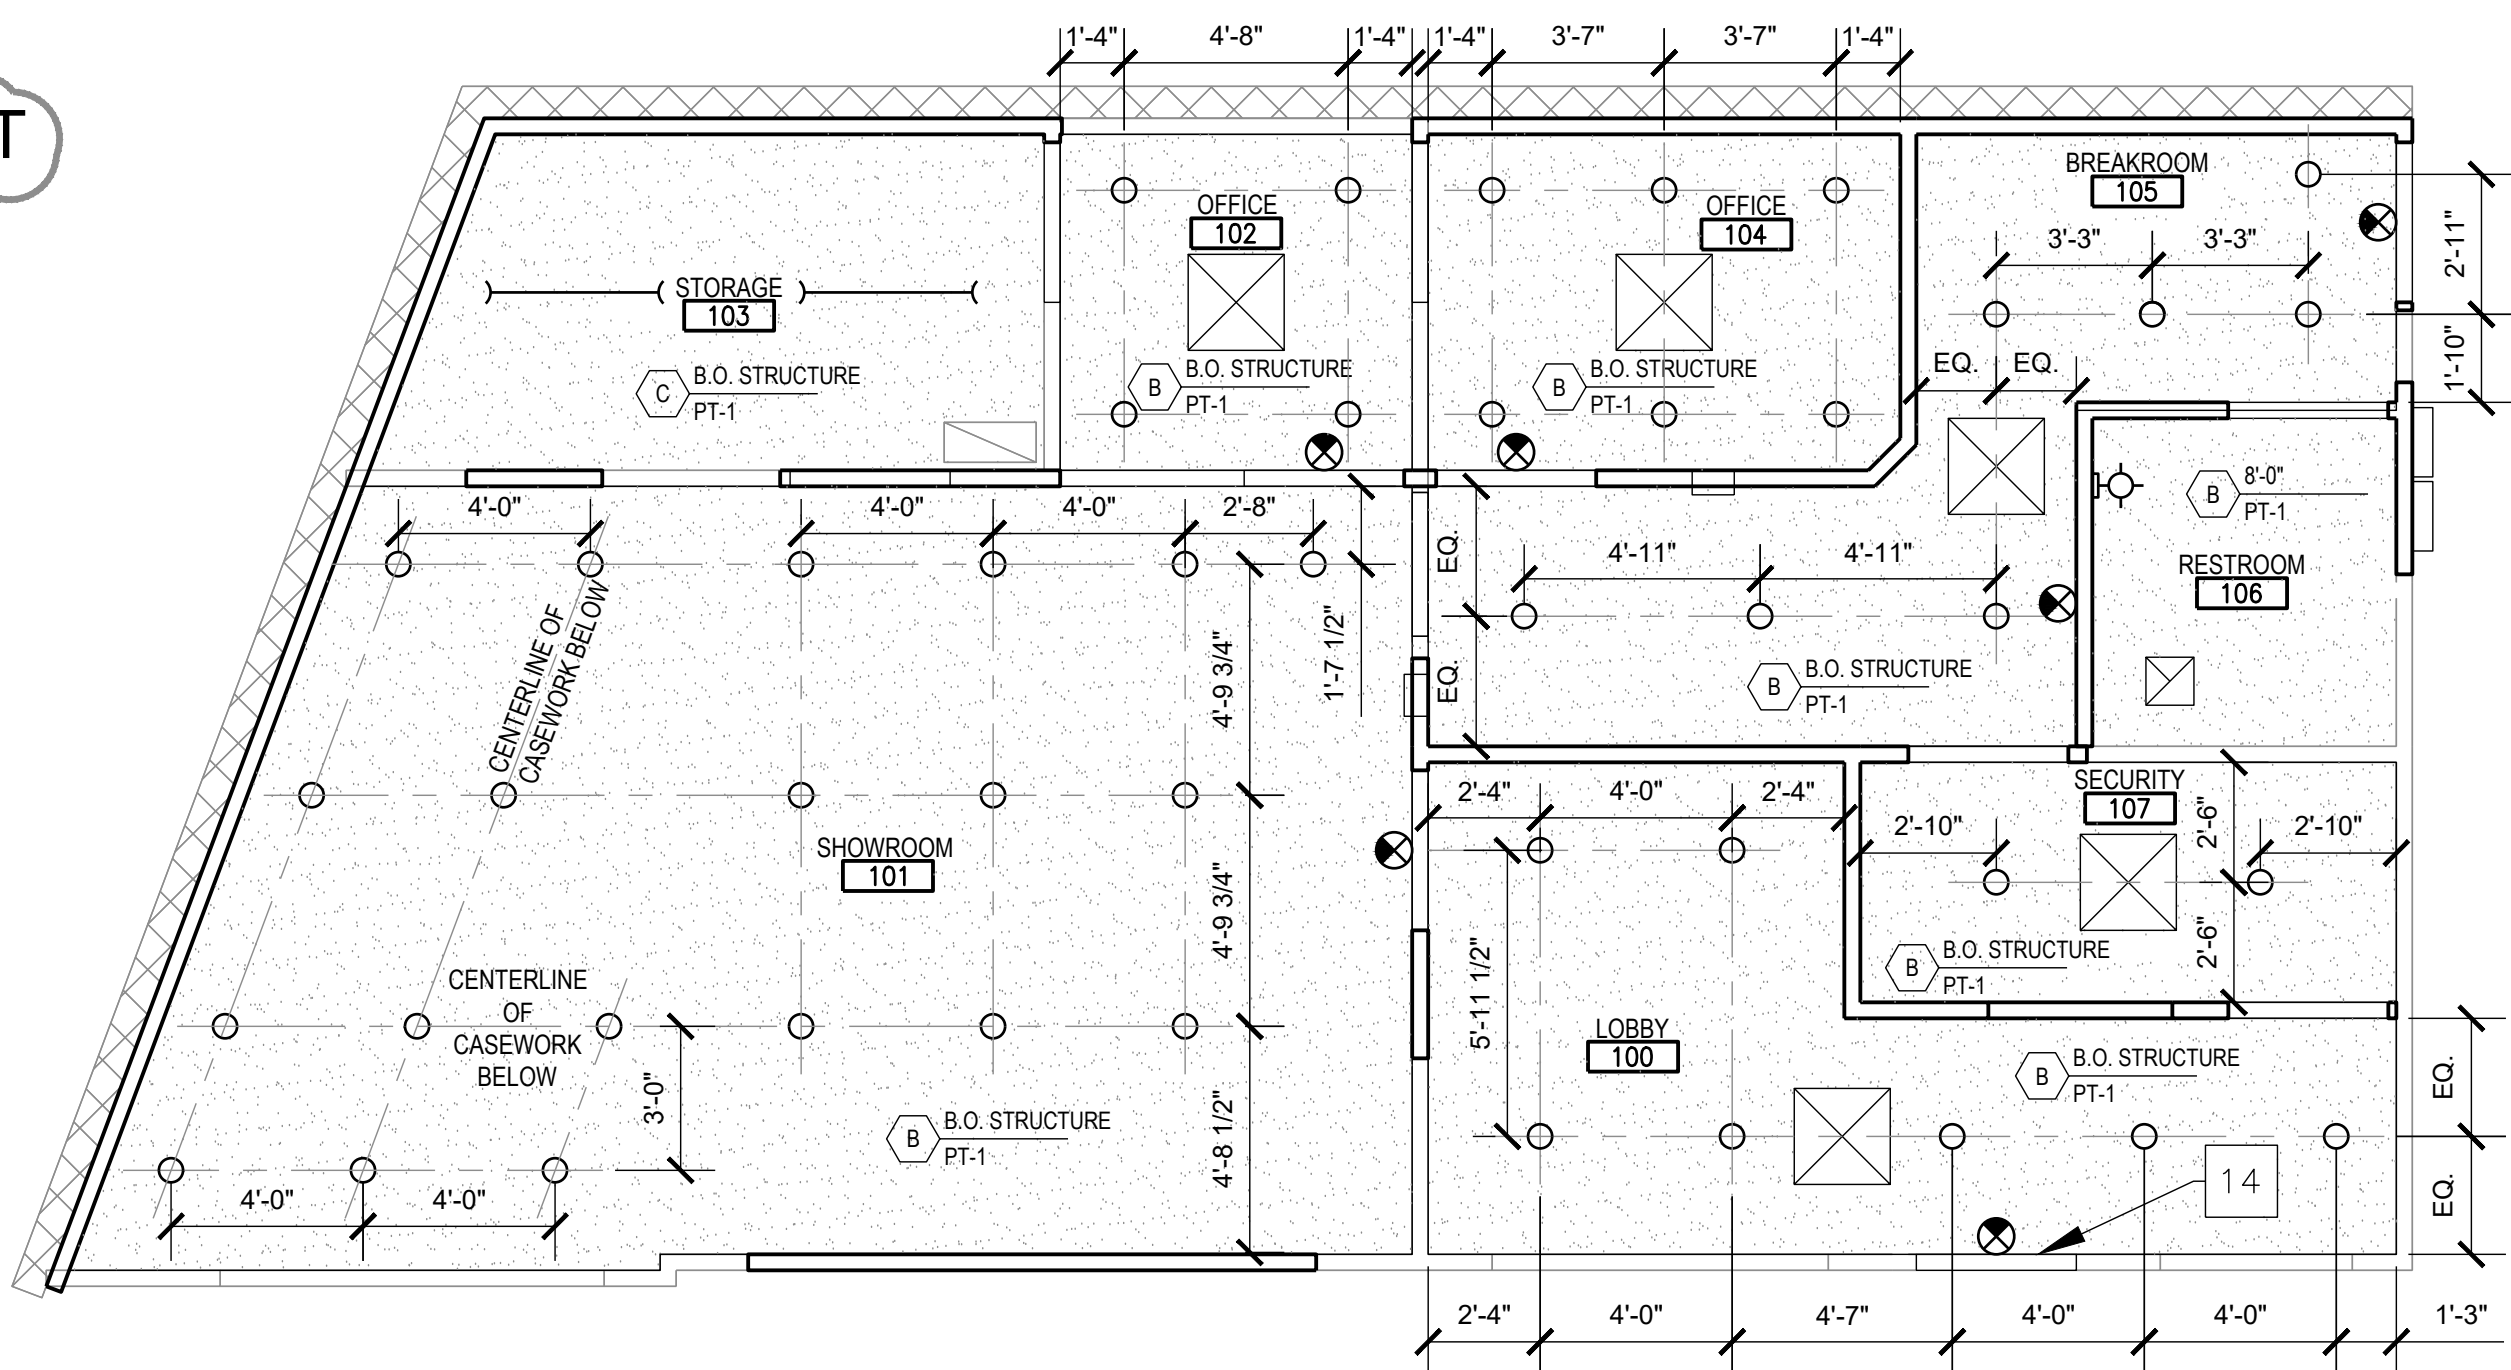 1'-4"
4'-8"
1'-4"
1'-4"
3'-7"
3'-7"
1'-4"
T
BREAKROOM
105
OFFICE
102
OFFICE
104
2'-11"
3'-3"
3'-3"
STORAGE
103
1'-10"
EQ.
EQ.
C
B.O. STRUCTURE
PT-1
B
B.O. STRUCTURE
PT-1
B
B.O. STRUCTURE
PT-1
B
8'-0"
PT-1
4'-0"
4'-0"
4'-0"
2'-8"
EQ.
4'-11"
4'-11"
RESTROOM
106
CENTERLINE OF
CASEWORK BELOW
4'-9 3/4"
1'-7 1/2"
EQ.
B
B.O. STRUCTURE
PT-1
SECURITY
107
2'-4"
4'-0"
2'-4"
2'-10"
2'-6"
2'-10"
SHOWROOM
101
4'-9 3/4"
2'-6"
B
B.O. STRUCTURE
PT-1
5'-11 1/2"
CENTERLINE
OF
CASEWORK
BELOW
LOBBY
100
B
B.O. STRUCTURE
PT-1
EQ.
3'-0"
B
B.O. STRUCTURE
PT-1
4'-8 1/2"
14
EQ.
4'-0"
4'-0"
2'-4"
4'-0"
4'-7"
4'-0"
4'-0"
1'-3"